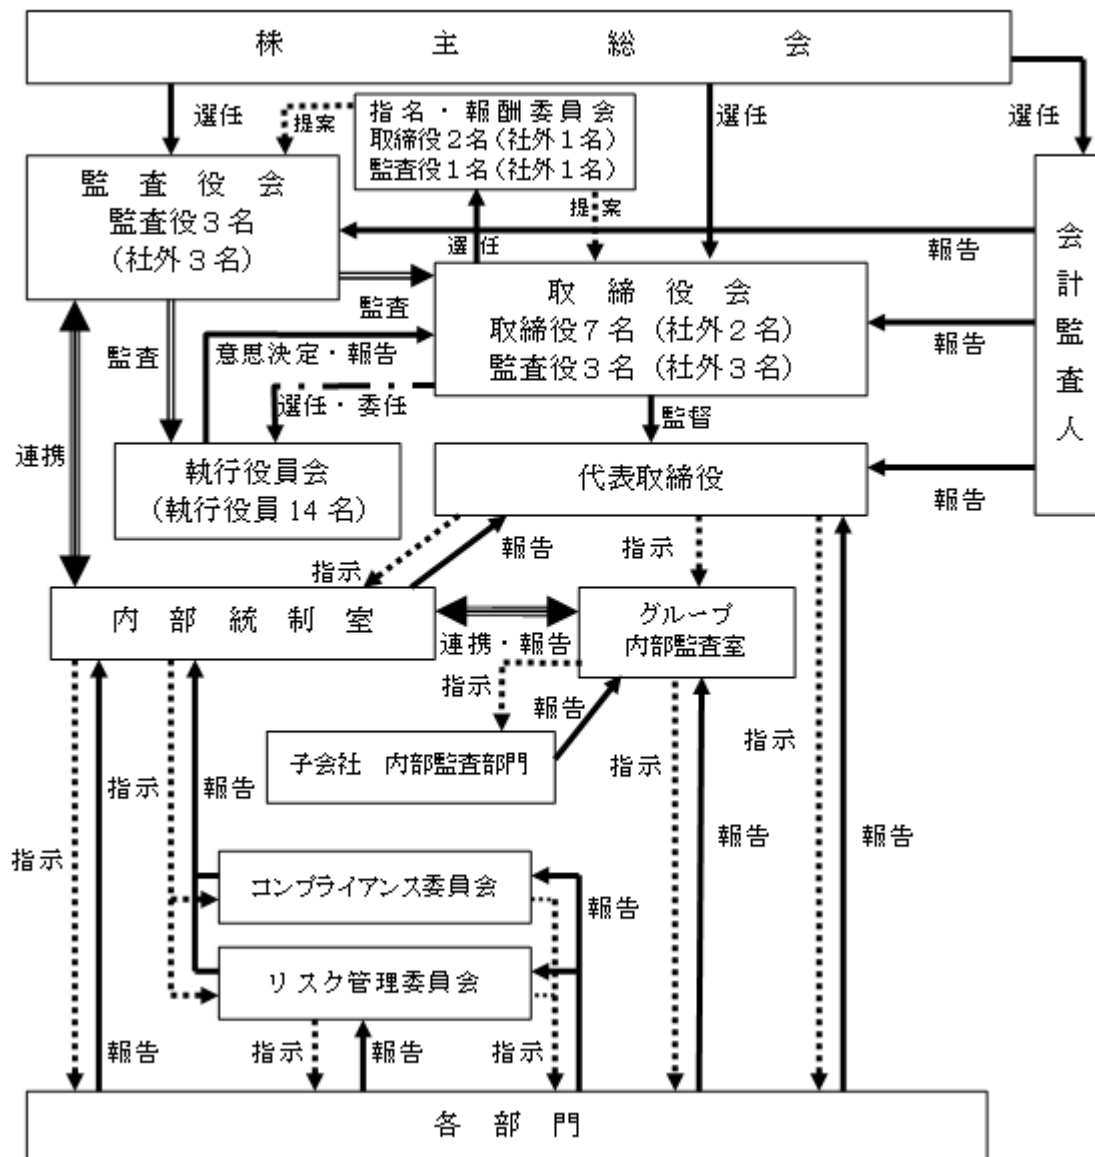 株主総会
選任
提案
指名・報酬委員会
取締役２名(社外１名)
監査役１名(社外１名)
選任
選任
監査役会
監査役３名
(社外３名)
提案
選任
報告
会計監査人
監査
取締役会
取締役７名 (社外２名)
監査役３名 (社外３名)
監査
意思決定・報告
報告
選任・委任
監督
連携
執行役員会
(執行役員 14 名)
代表取締役
報告
指示
報告
指示
内部統制室
連携・報告
グループ
内部監査室
指示
報告
子会社　内部監査部門
指示
指示
指示
報告
指示
報告
報告
コンプライアンス委員会
報告
リスク管理委員会
報告
指示
報告
指示
各部門